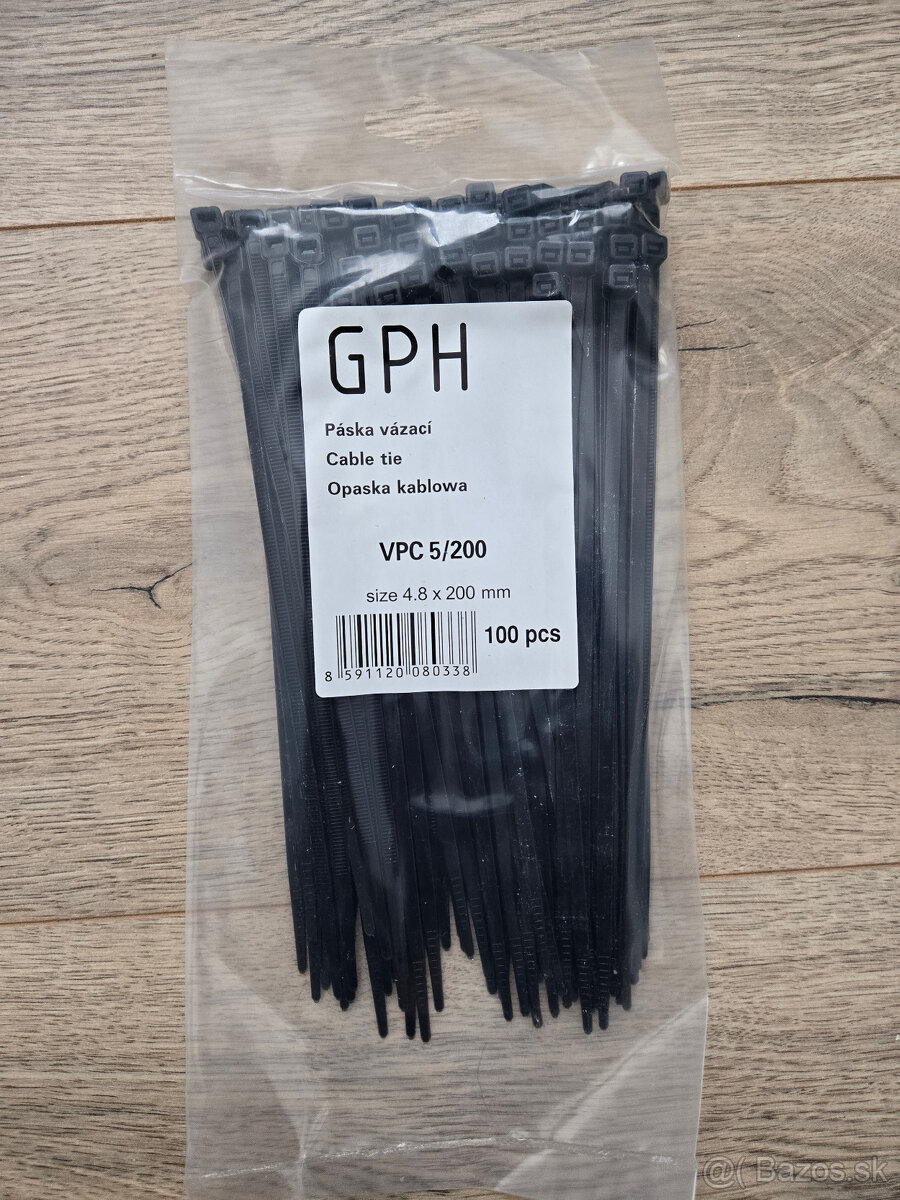 GPH
Páska vázací
Cable tie
Opaska kablowa
VPC 5/200
size 4.8 x 200 mm
100 pcs
8 591120 080338
@( Bazos.sk